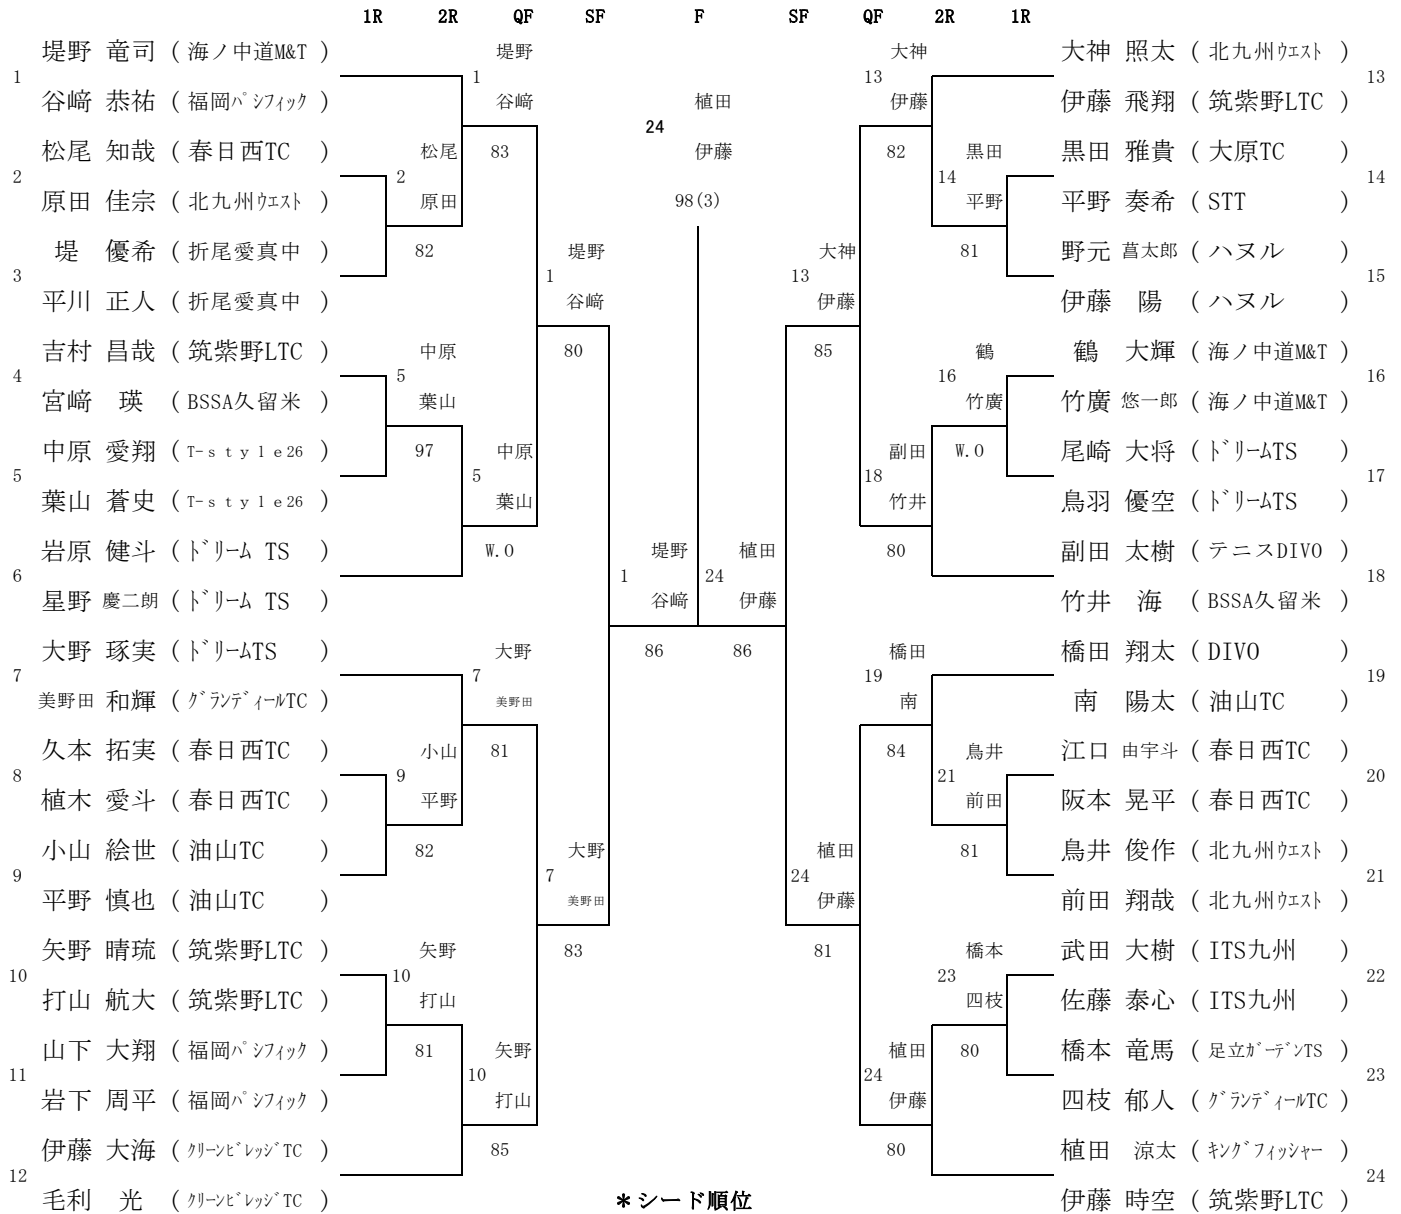 1R 2R QF SF F SF QF 2R 1R
堤野 竜司 ( 海ノ中道M&T ) 堤野 大神 大神 照太 ( 北九州ｳｴｽﾄ )
1 1 13 13
谷﨑 恭祐 ( 福岡ﾊﾟｼﾌｨｯｸ ) 谷﨑 植田 伊藤 伊藤 飛翔 ( 筑紫野LTC )
24
松尾 知哉 ( 春日西TC ) 松尾 83 伊藤 82 黒田 黒田 雅貴 ( 大原TC )
2 2 14 14
原田 佳宗 ( 北九州ｳｴｽﾄ ) 原田 98(3) 平野 平野 奏希 ( STT )
堤 優希 ( 折尾愛真中 ) 82 堤野 大神 81 野元 菖太郎 ( ハヌル )
3 1 13 15
平川 正人 ( 折尾愛真中 ) 谷﨑 伊藤 伊藤 陽 ( ハヌル )
吉村 昌哉 ( 筑紫野LTC ) 中原 80 85 鶴 鶴 大輝 ( 海ノ中道M&T )
4 5 16 16
宮﨑 瑛 ( BSSA久留米 ) 葉山 竹廣 竹廣 悠一郎 ( 海ノ中道M&T )
中原 愛翔 ( T-ｓｔｙｌｅ26 ) 97 中原 副田 W.O 尾崎 大将 ( ﾄﾞﾘｰﾑTS )
5 5 18 17
葉山 蒼史 ( T-ｓｔｙｌｅ26 ) 葉山 竹井 鳥羽 優空 ( ﾄﾞﾘｰﾑTS )
岩原 健斗 ( ﾄﾞﾘｰﾑ TS ) W.O 堤野 植田 80 副田 太樹 ( テニスDIVO )
6 1 24 18
星野 慶二朗 ( ﾄﾞﾘｰﾑ TS ) 谷﨑 伊藤 竹井 海 ( BSSA久留米 )
大野 琢実 ( ﾄﾞﾘｰﾑTS ) 大野 86 86 橋田 橋田 翔太 ( DIVO )
7 7 19 19
美野田 和輝 ( ｸﾞﾗﾝﾃﾞｨｰﾙTC ) 美野田 南 南 陽太 ( 油山TC )
久本 拓実 ( 春日西TC ) 小山 81 84 鳥井 江口 由宇斗 ( 春日西TC )
8 9 21 20
植木 愛斗 ( 春日西TC ) 平野 前田 阪本 晃平 ( 春日西TC )
小山 絵世 ( 油山TC ) 82 大野 植田 81 鳥井 俊作 ( 北九州ｳｴｽﾄ )
9 7 24 21
平野 慎也 ( 油山TC ) 美野田 伊藤 前田 翔哉 ( 北九州ｳｴｽﾄ )
矢野 晴琉 ( 筑紫野LTC ) 矢野 83 81 橋本 武田 大樹 ( ITS九州 )
10 10 23 22
打山 航大 ( 筑紫野LTC ) 打山 四枝 佐藤 泰心 ( ITS九州 )
山下 大翔 ( 福岡ﾊﾟｼﾌｨｯｸ ) 81 矢野 植田 80 橋本 竜馬 ( 足立ｶﾞｰﾃﾞﾝTS )
11 10 24 23
岩下 周平 ( 福岡ﾊﾟｼﾌｨｯｸ ) 打山 伊藤 四枝 郁人 ( ｸﾞﾗﾝﾃﾞｨｰﾙTC )
伊藤 大海 ( ｸﾘｰﾝﾋﾞﾚｯｼﾞTC ) 85 80 植田 涼太 ( ｷﾝｸﾞﾌｨｯｼｬｰ )
12 24
毛利 光 ( ｸﾘｰﾝﾋﾞﾚｯｼﾞTC ) ＊シード順位 伊藤 時空 ( 筑紫野LTC )